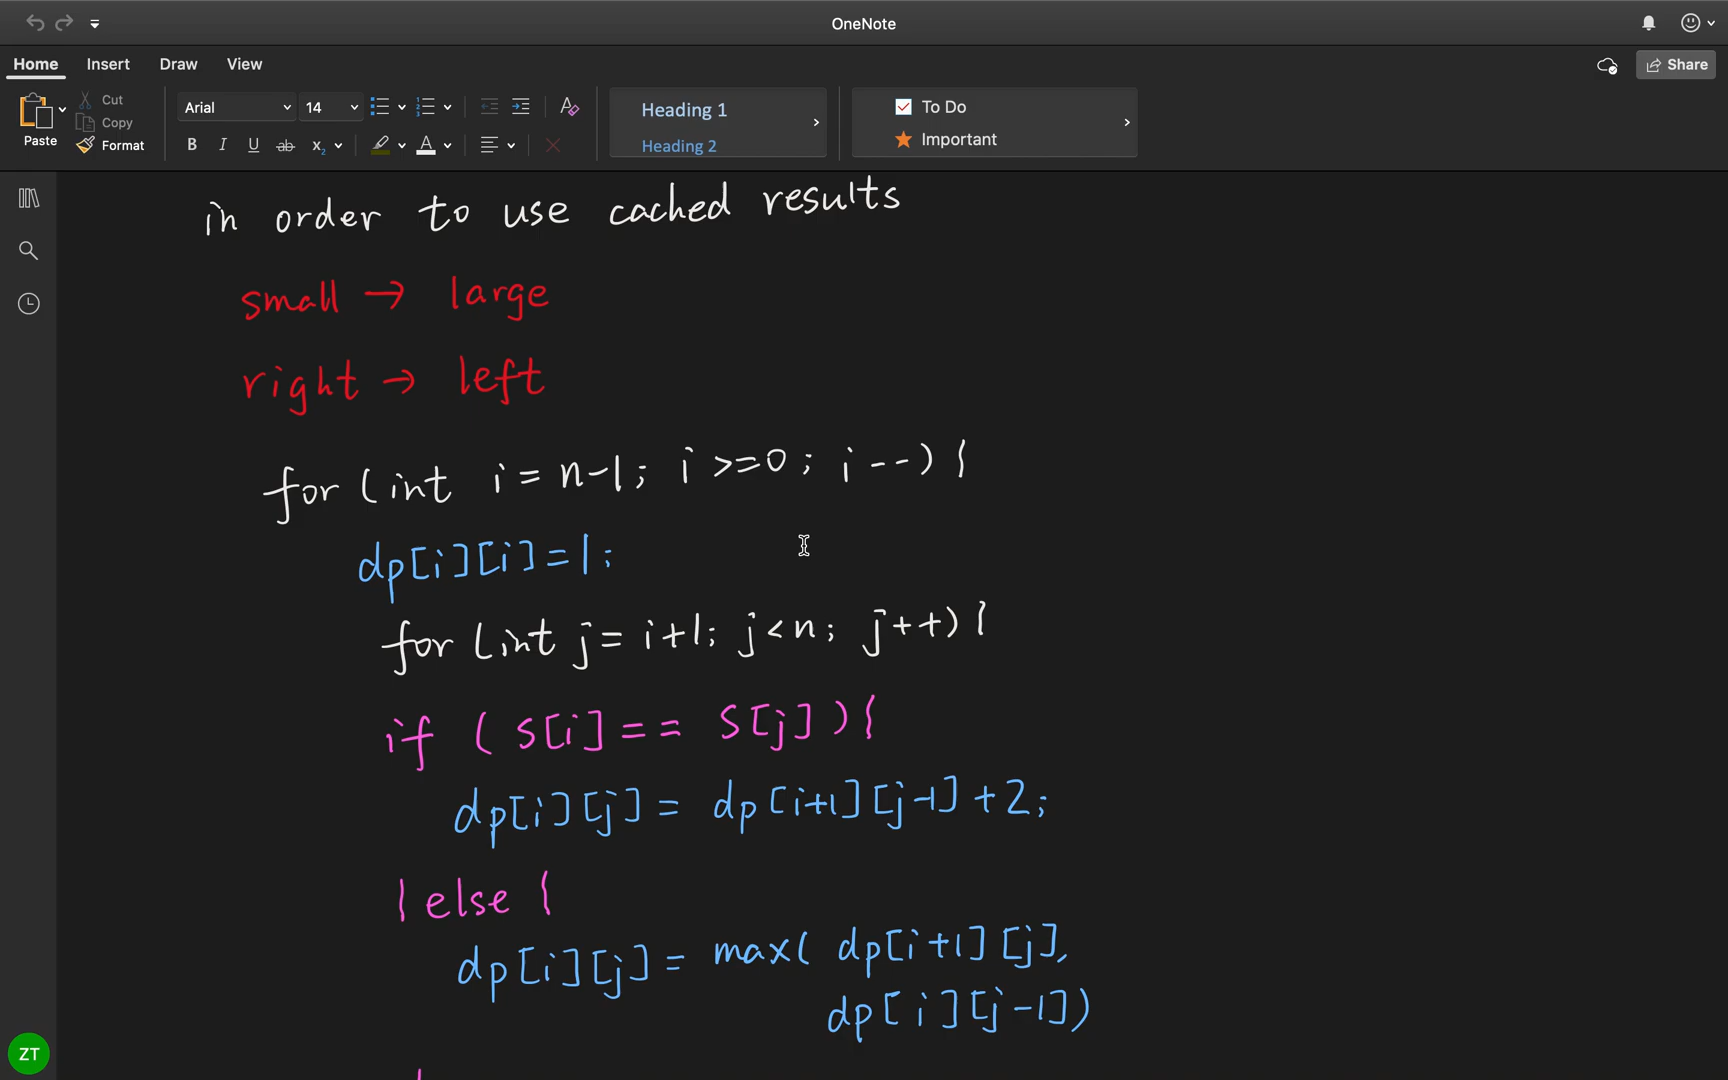 OneNote
Home Insert Draw View
Share
Paste
Cut
Copy
Format
Arial 14
B I U ab x₂ A
Heading 1
Heading 2
To Do
Important
in order to use cached results
small → large
right → left
for (int i = n-1; i >=0; i--) {
dp[i][i]=1;
for (int j= i+1; j<n; j++) {
if ( S[i]== S[j] ) {
dp[i][j] = dp[i+1][j-1]+2;
} else {
dp[i][j] = max( dp[i+1][j],
dp[i][j-1])
ZT